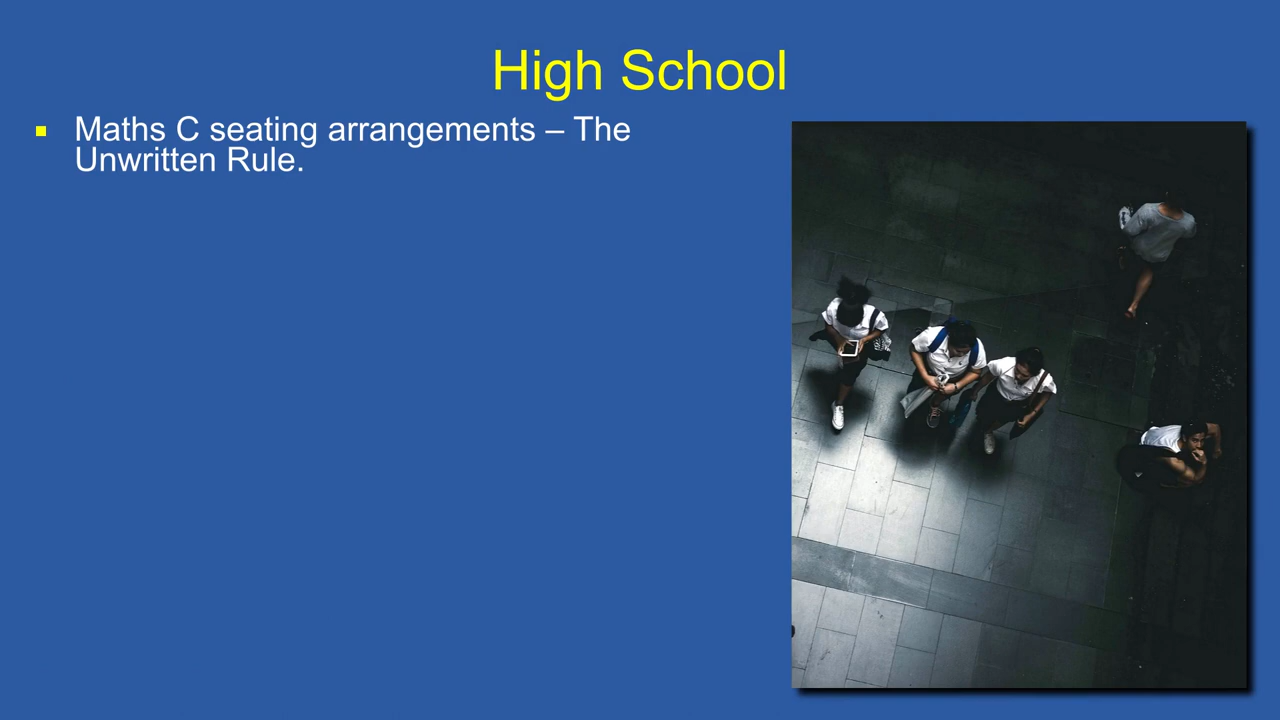 High School
Maths C seating arrangements – The
Unwritten Rule.